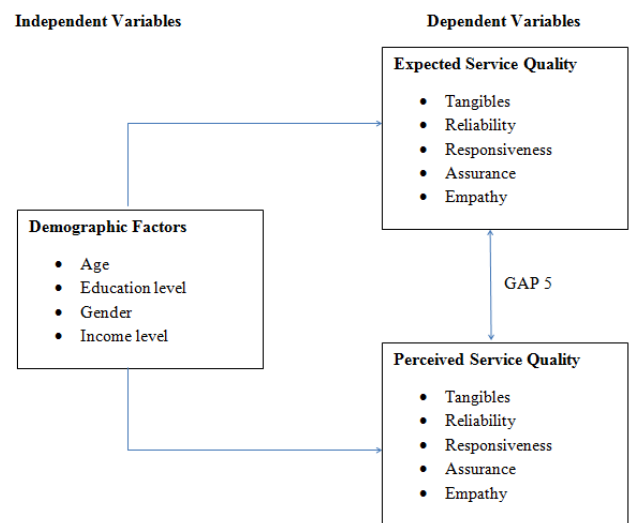 Independent Variables
Dependent Variables
Expected Service Quality
• Tangibles
• Reliability
• Responsiveness
• Assurance
• Empathy
Demographic Factors
• Age
• Education level
• Gender
• Income level
GAP 5
Perceived Service Quality
• Tangibles
• Reliability
• Responsiveness
• Assurance
• Empathy